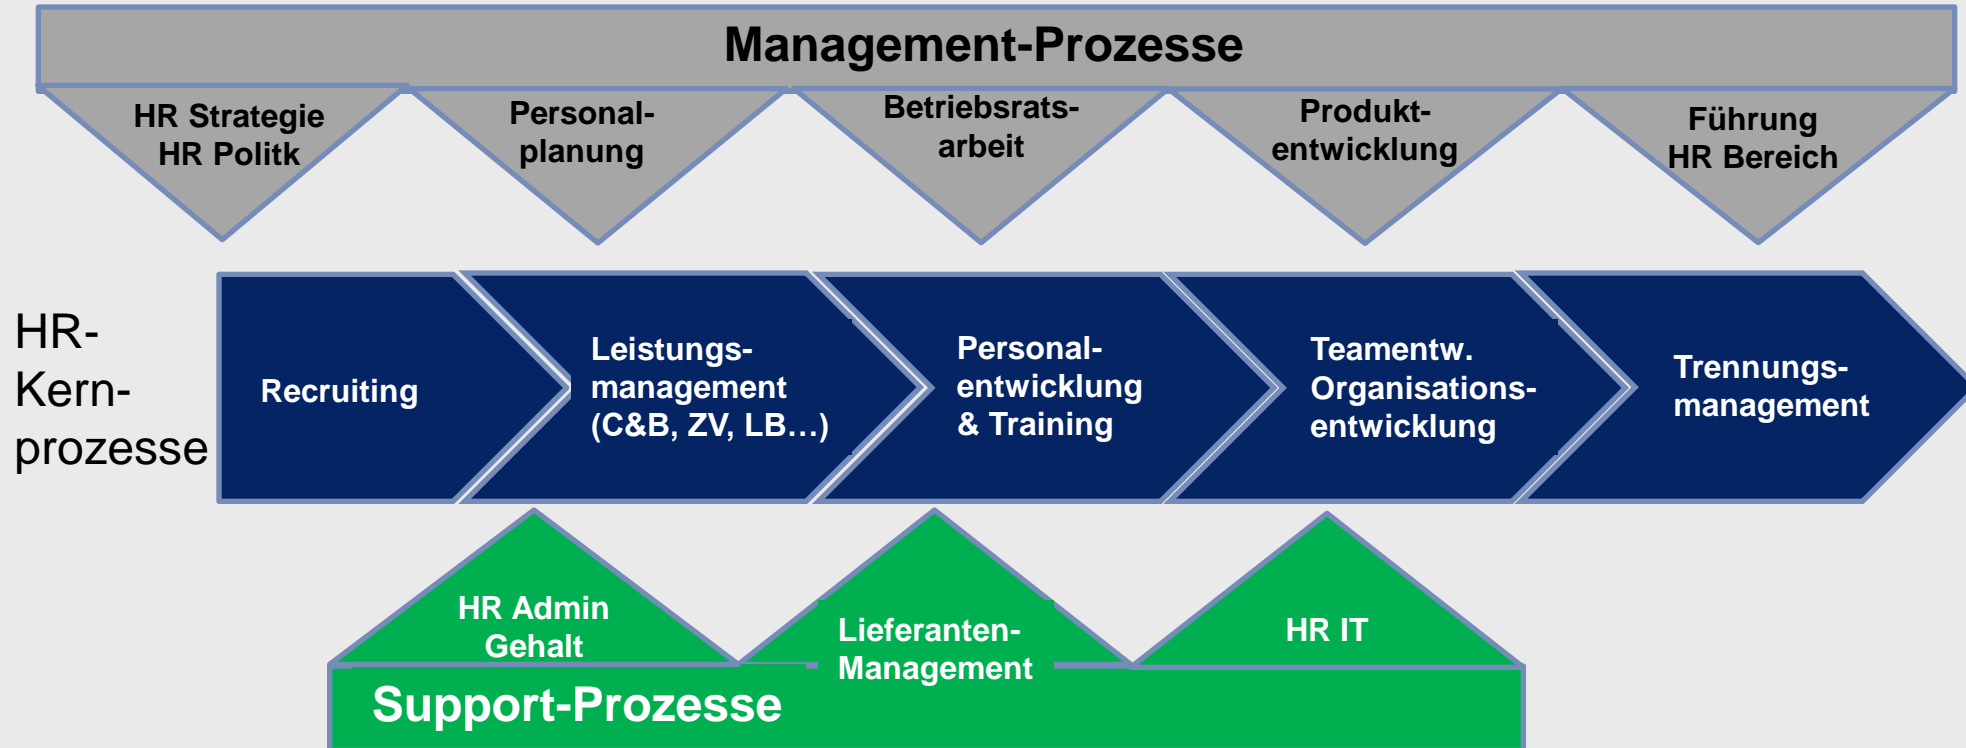 Management-Prozesse
HR Strategie
HR Politk
Personal-
planung
Betriebsrats-
arbeit
Produkt-
entwicklung
Führung
HR Bereich
HR-
Kern-
prozesse
Recruiting
Leistungs-
management
(C&B, ZV, LB…)
Personal-
entwicklung
& Training
Teamentw.
Organisations-
entwicklung
Trennungs-
management
HR Admin
Gehalt
Lieferanten-
Management
HR IT
Support-Prozesse